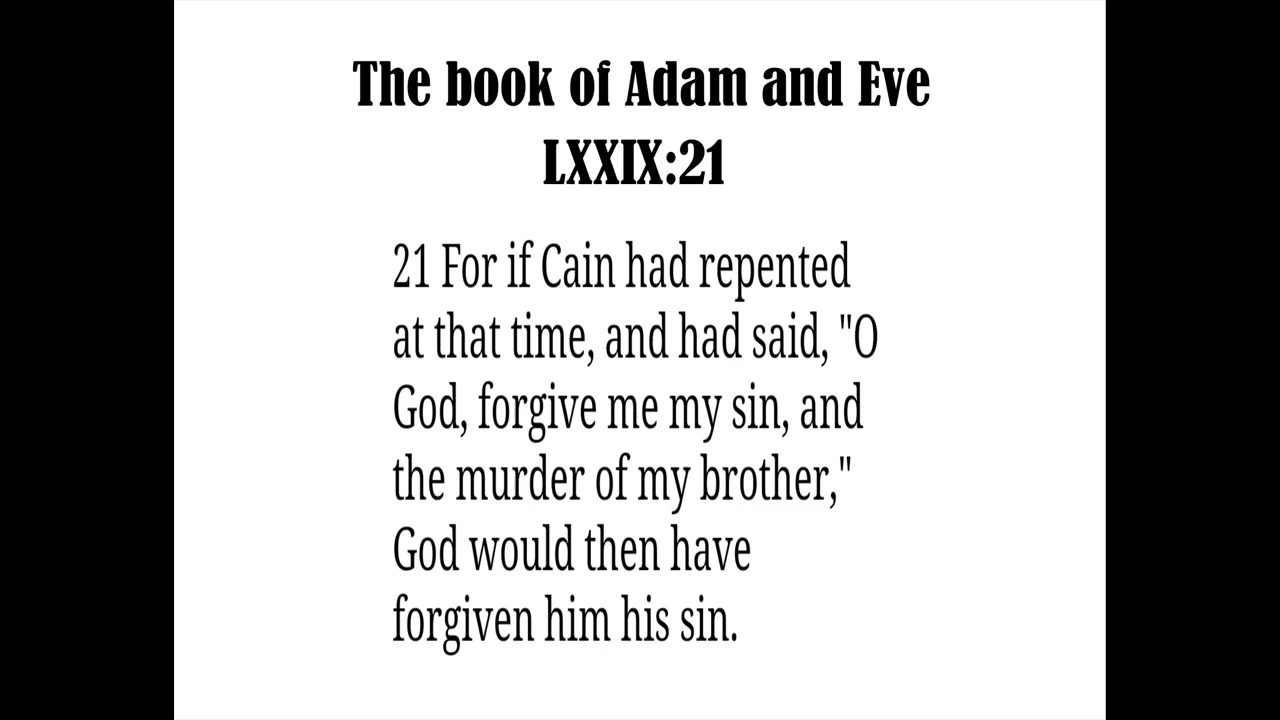 The book of Adam and Eve
LXXIX:21
21 For if Cain had repented
at that time, and had said, "O
God, forgive me my sin, and
the murder of my brother,"
God would then have
forgiven him his sin.